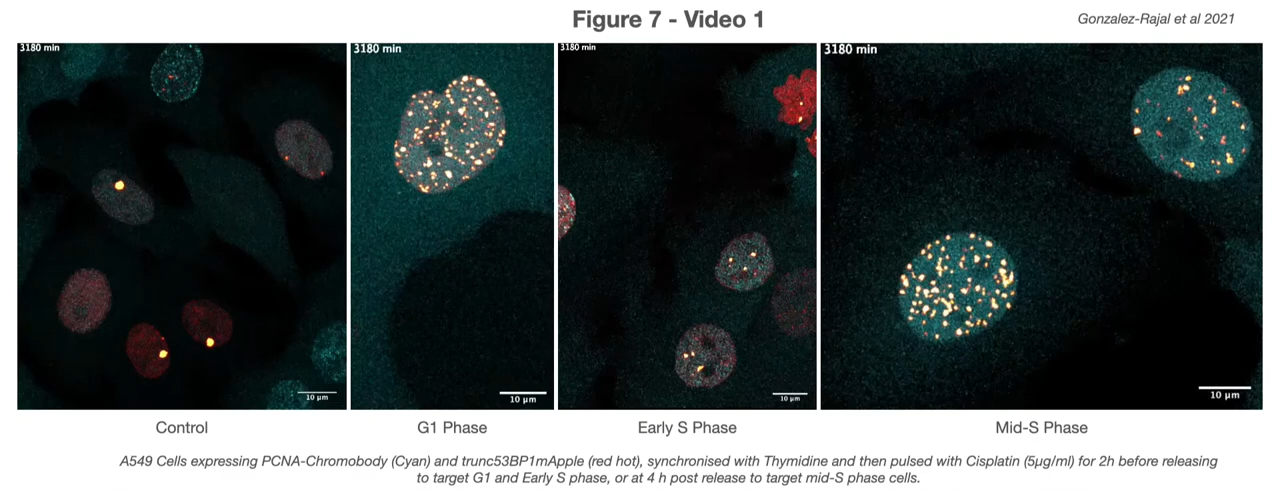 Figure 7 - Video 1
Gonzalez-Rajal et al 2021
3180 min
3180 min
3180 min
3180 min
10 µm
10 µm
10 µm
10 µm
Control
G1 Phase
Early S Phase
Mid-S Phase
A549 Cells expressing PCNA-Chromobody (Cyan) and trunc53BP1mApple (red hot), synchronised with Thymidine and then pulsed with Cisplatin (5µg/ml) for 2h before releasing
to target G1 and Early S phase, or at 4 h post release to target mid-S phase cells.